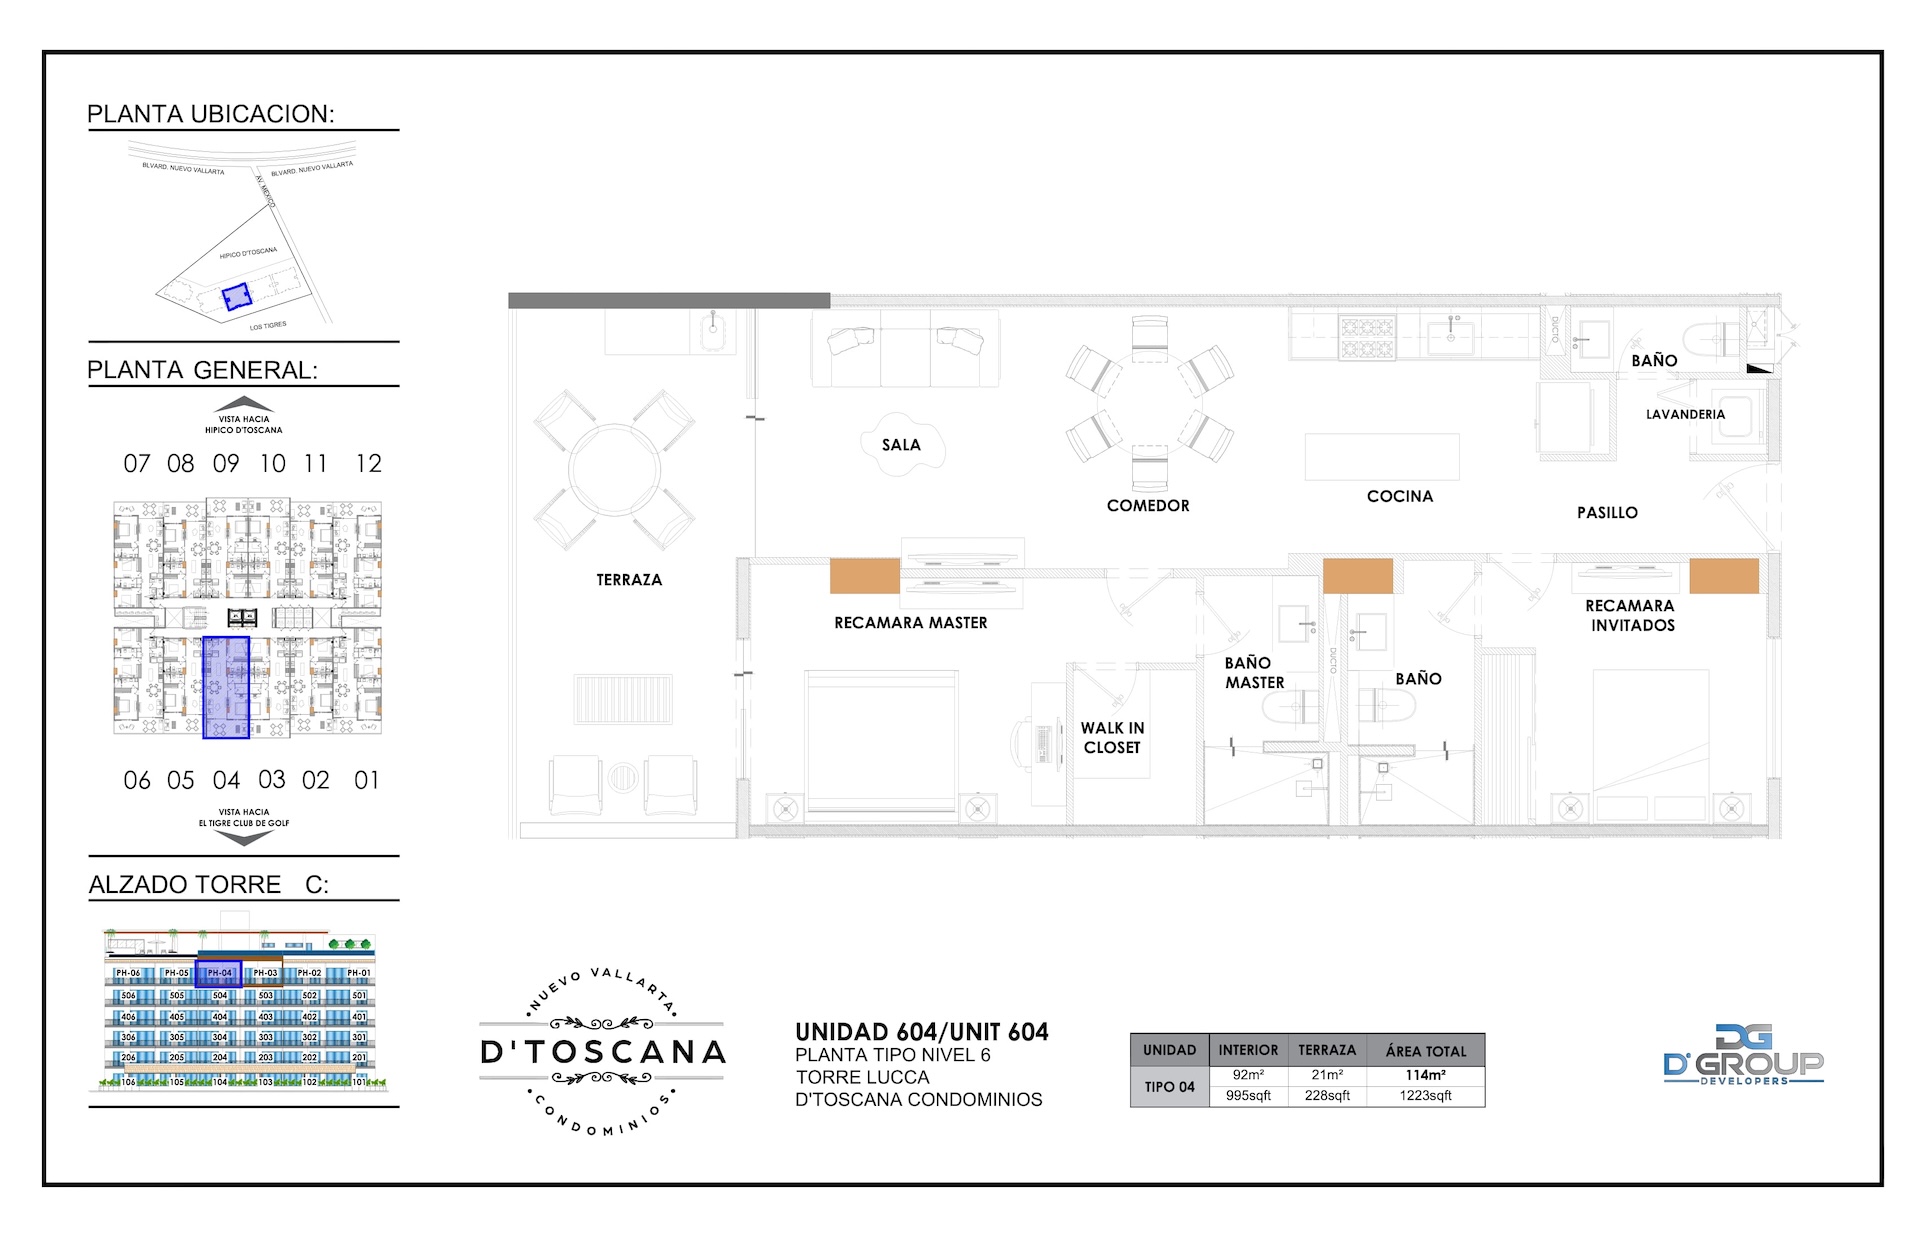 PLANTA UBICACION:
BLVARD. NUEVO VALLARTA
BLVARD. NUEVO VALLARTA
AV. MEXICO
HIPICO D'TOSCANA
LOS TIGRES
PLANTA GENERAL:
VISTA HACIA
HIPICO D'TOSCANA
07 08 09 10 11 12
06 05 04 03 02 01
VISTA HACIA
EL TIGRE CLUB DE GOLF
ALZADO TORRE C:
PH-06 PH-05 PH-04 PH-03 PH-02 PH-01
506 505 504 503 502 501
406 405 404 403 402 401
306 305 304 303 302 301
206 205 204 203 202 201
106 105 104 103 102 101
DUCTO
BAÑO
LAVANDERIA
SALA
COMEDOR
COCINA
PASILLO
TERRAZA
RECAMARA MASTER
RECAMARA
INVITADOS
BAÑO
MASTER
DUCTO
BAÑO
WALK IN
CLOSET
NUEVO VALLARTA
D'TOSCANA
CONDOMINIOS
UNIDAD 604/UNIT 604
PLANTA TIPO NIVEL 6
TORRE LUCCA
D'TOSCANA CONDOMINIOS
UNIDAD INTERIOR TERRAZA ÁREA TOTAL
TIPO 04
92m² 21m² 114m²
995sqft 228sqft 1223sqft
DG
D'GROUP
DEVELOPERS